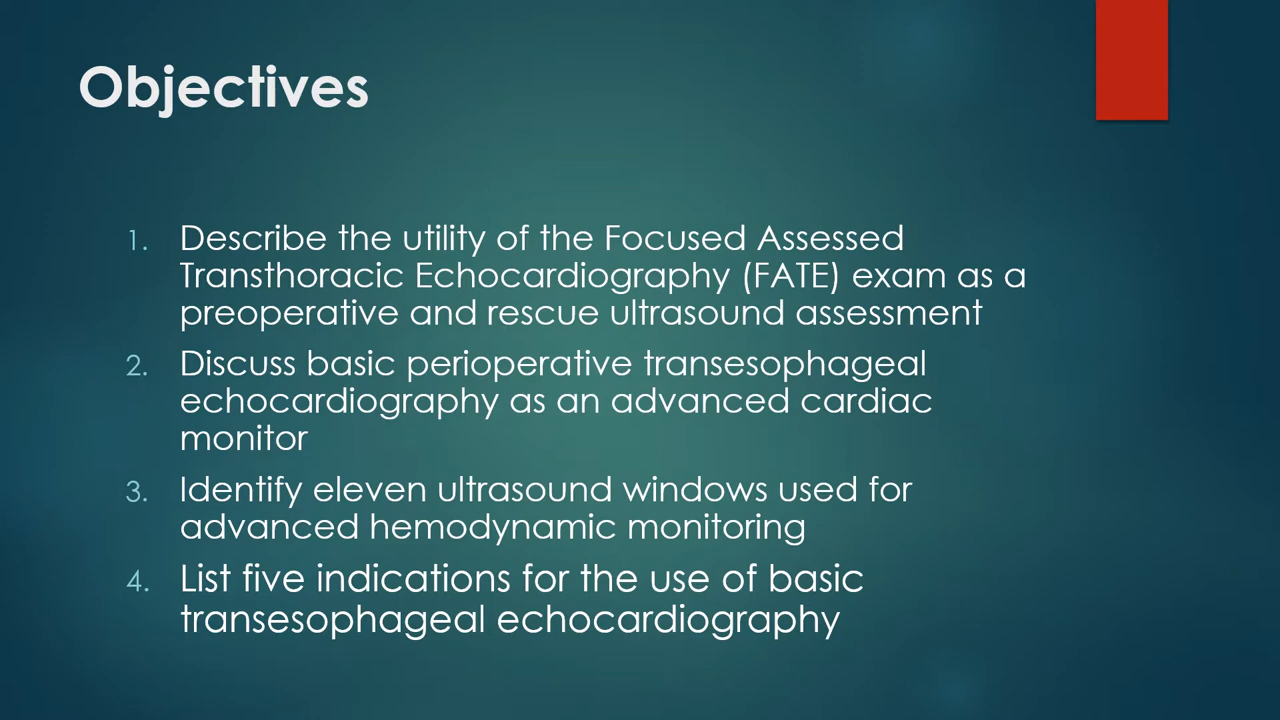 Objectives
1. Describe the utility of the Focused Assessed
Transthoracic Echocardiography (FATE) exam as a
preoperative and rescue ultrasound assessment
2. Discuss basic perioperative transesophageal
echocardiography as an advanced cardiac
monitor
3. Identify eleven ultrasound windows used for
advanced hemodynamic monitoring
4. List five indications for the use of basic
transesophageal echocardiography